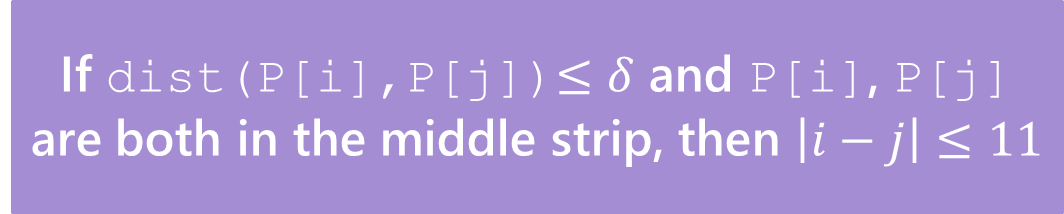 If dist(P[i],P[j])≤ δ and P[i], P[j]
are both in the middle strip, then |i − j| ≤ 11